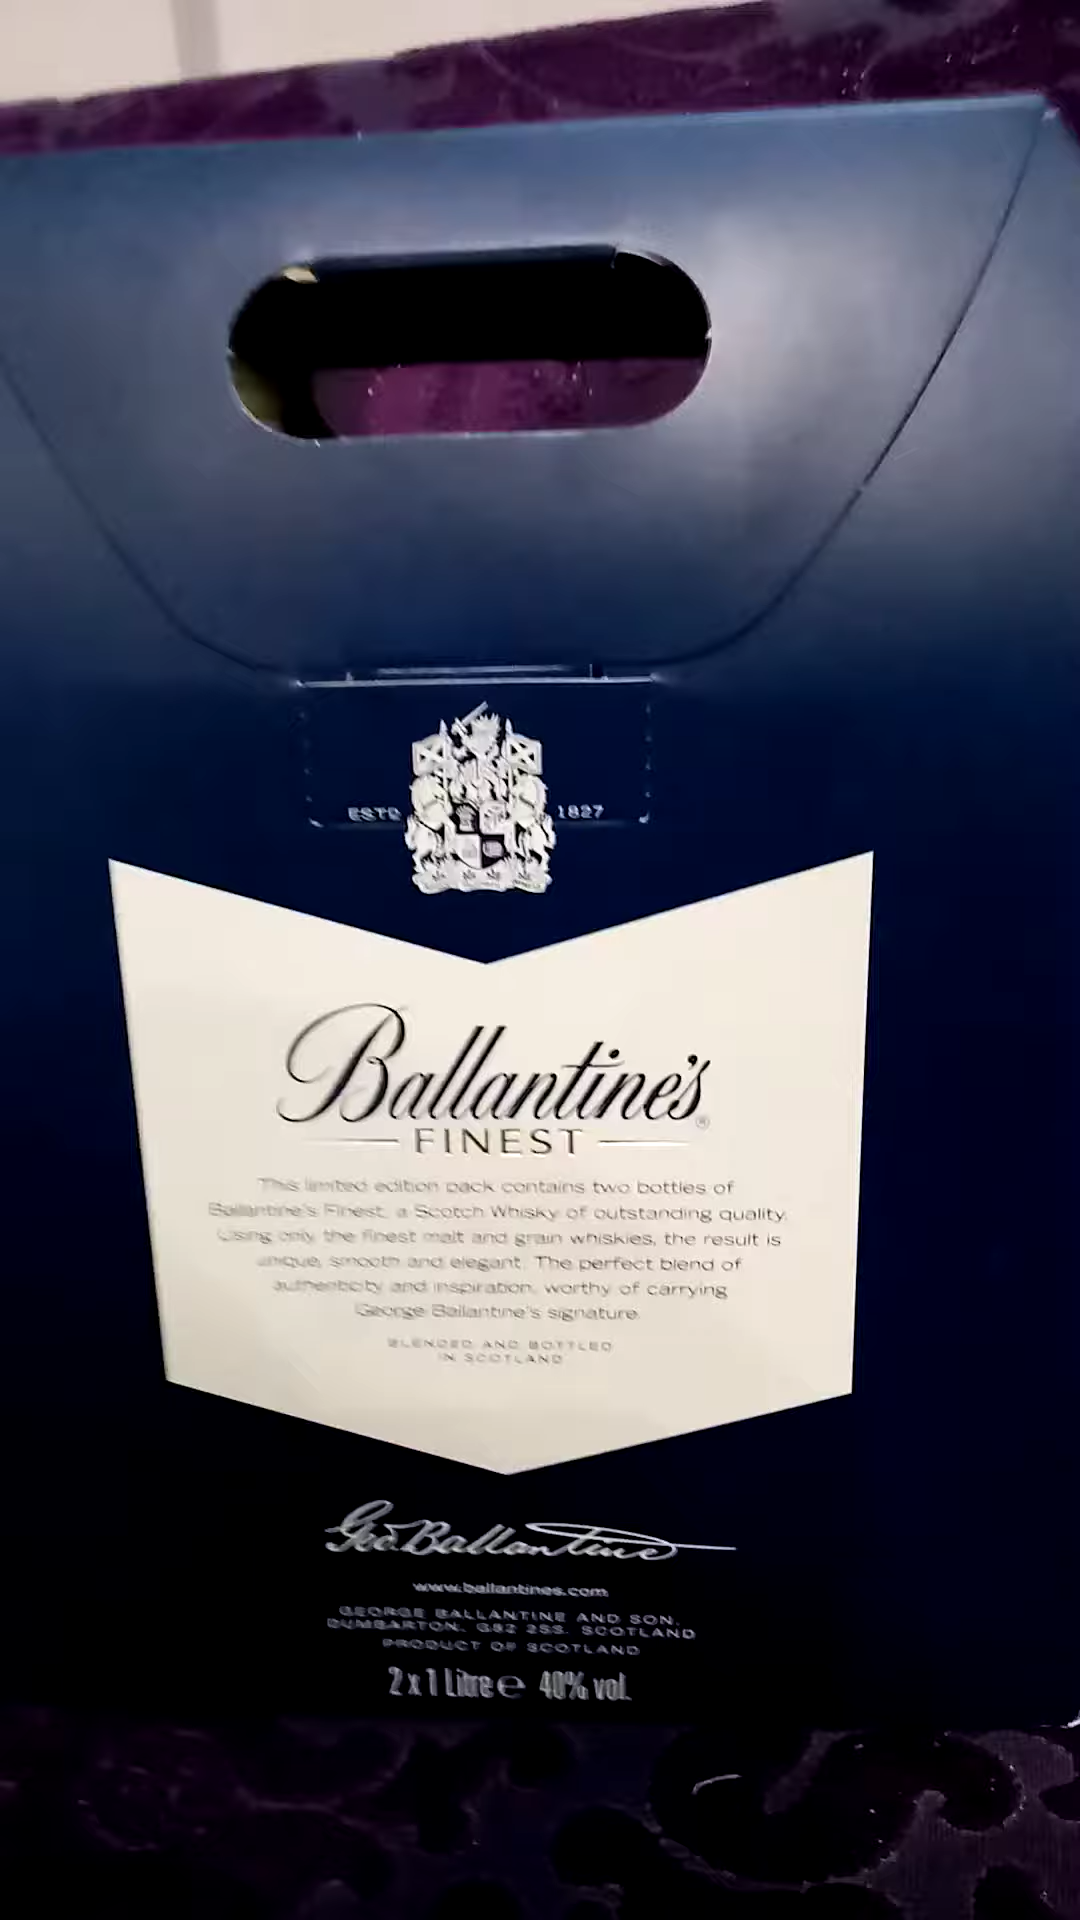 ESTD 1827
Ballantine's®
FINEST
This limited edition pack contains two bottles of
Ballantine's Finest, a Scotch Whisky of outstanding quality.
Using only the finest malt and grain whiskies, the result is
unique, smooth and elegant. The perfect blend of
authenticity and inspiration, worthy of carrying
George Ballantine's signature.
BLENDED AND BOTTLED
IN SCOTLAND
Geo. Ballantine
www.ballantines.com
GEORGE BALLANTINE AND SON,
DUMBARTON, G82 2SS, SCOTLAND
PRODUCT OF SCOTLAND
2 x 1 Litre e 40% vol.